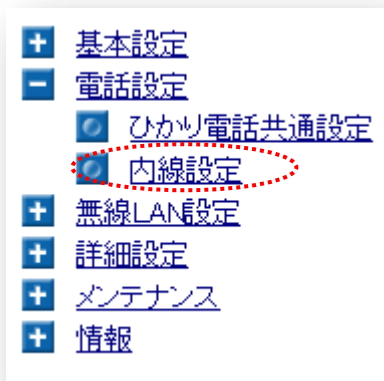 基本設定
電話設定
ひかり電話共通設定
内線設定
無線LAN設定
詳細設定
メンテナンス
情報